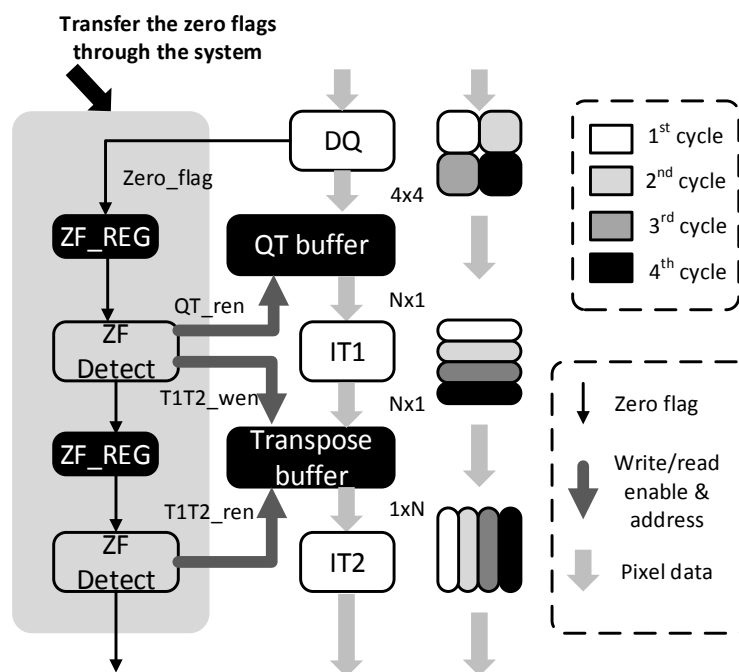 Transfer the zero flags
through the system
DQ
Zero_flag
4x4
ZF_REG
QT buffer
QT_ren
Nx1
ZF
Detect
IT1
T1T2_wen
Nx1
ZF_REG
Transpose
buffer
T1T2_ren
1xN
ZF
Detect
IT2
1st cycle
2nd cycle
3rd cycle
4th cycle
Zero flag
Write/read
enable &
address
Pixel data